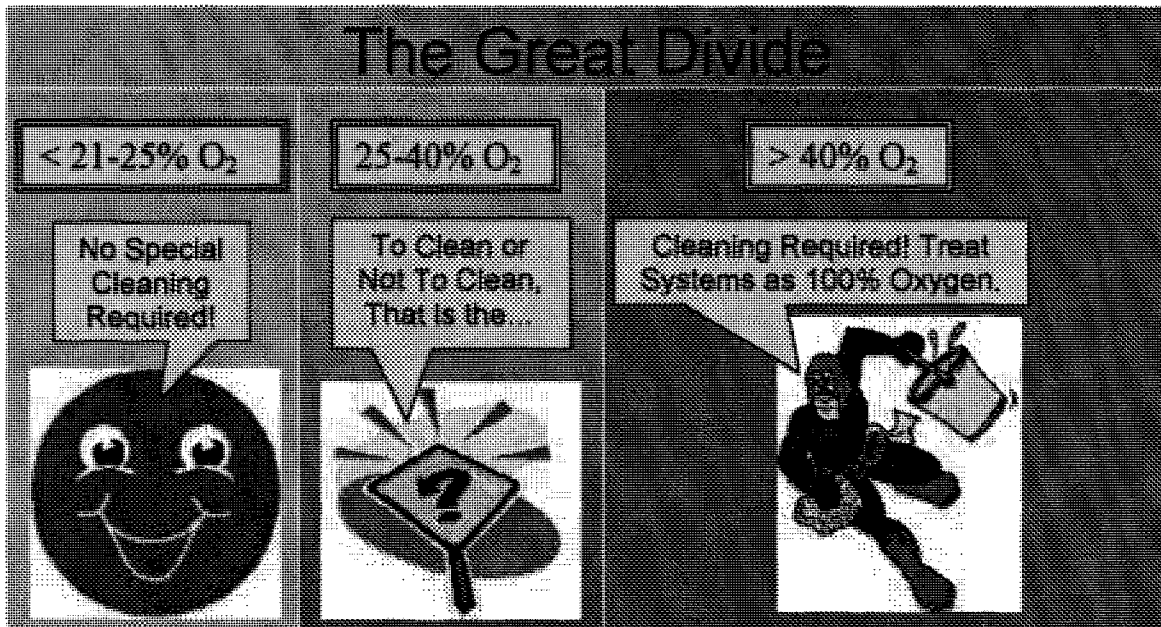 The Great Divide
< 21-25% O₂
25-40% O₂
> 40% O₂
No Special
Cleaning
Required!
To Clean or
Not To Clean,
That is the...
Cleaning Required! Treat
Systems as 100% Oxygen.
?